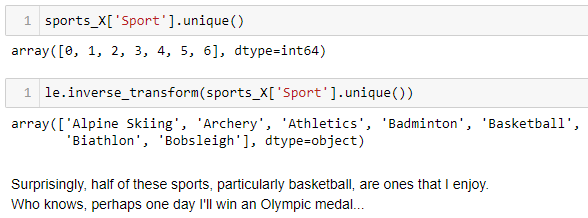 1 sports_X['Sport'].unique()
array([0, 1, 2, 3, 4, 5, 6], dtype=int64)
1 le.inverse_transform(sports_X['Sport'].unique())
array(['Alpine Skiing', 'Archery', 'Athletics', 'Badminton', 'Basketball',
'Biathlon', 'Bobsleigh'], dtype=object)
Surprisingly, half of these sports, particularly basketball, are ones that I enjoy.
Who knows, perhaps one day I'll win an Olympic medal...